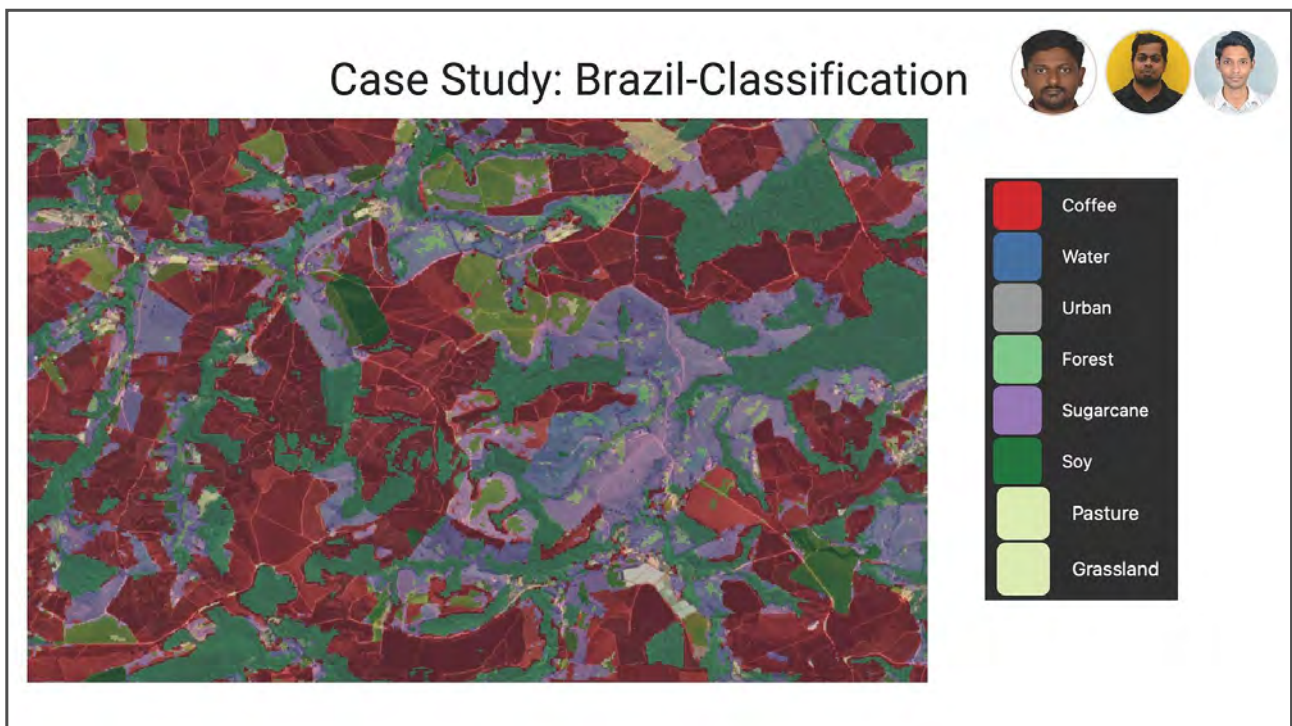 Case Study: Brazil-Classification
Coffee
Water
Urban
Forest
Sugarcane
Soy
Pasture
Grassland